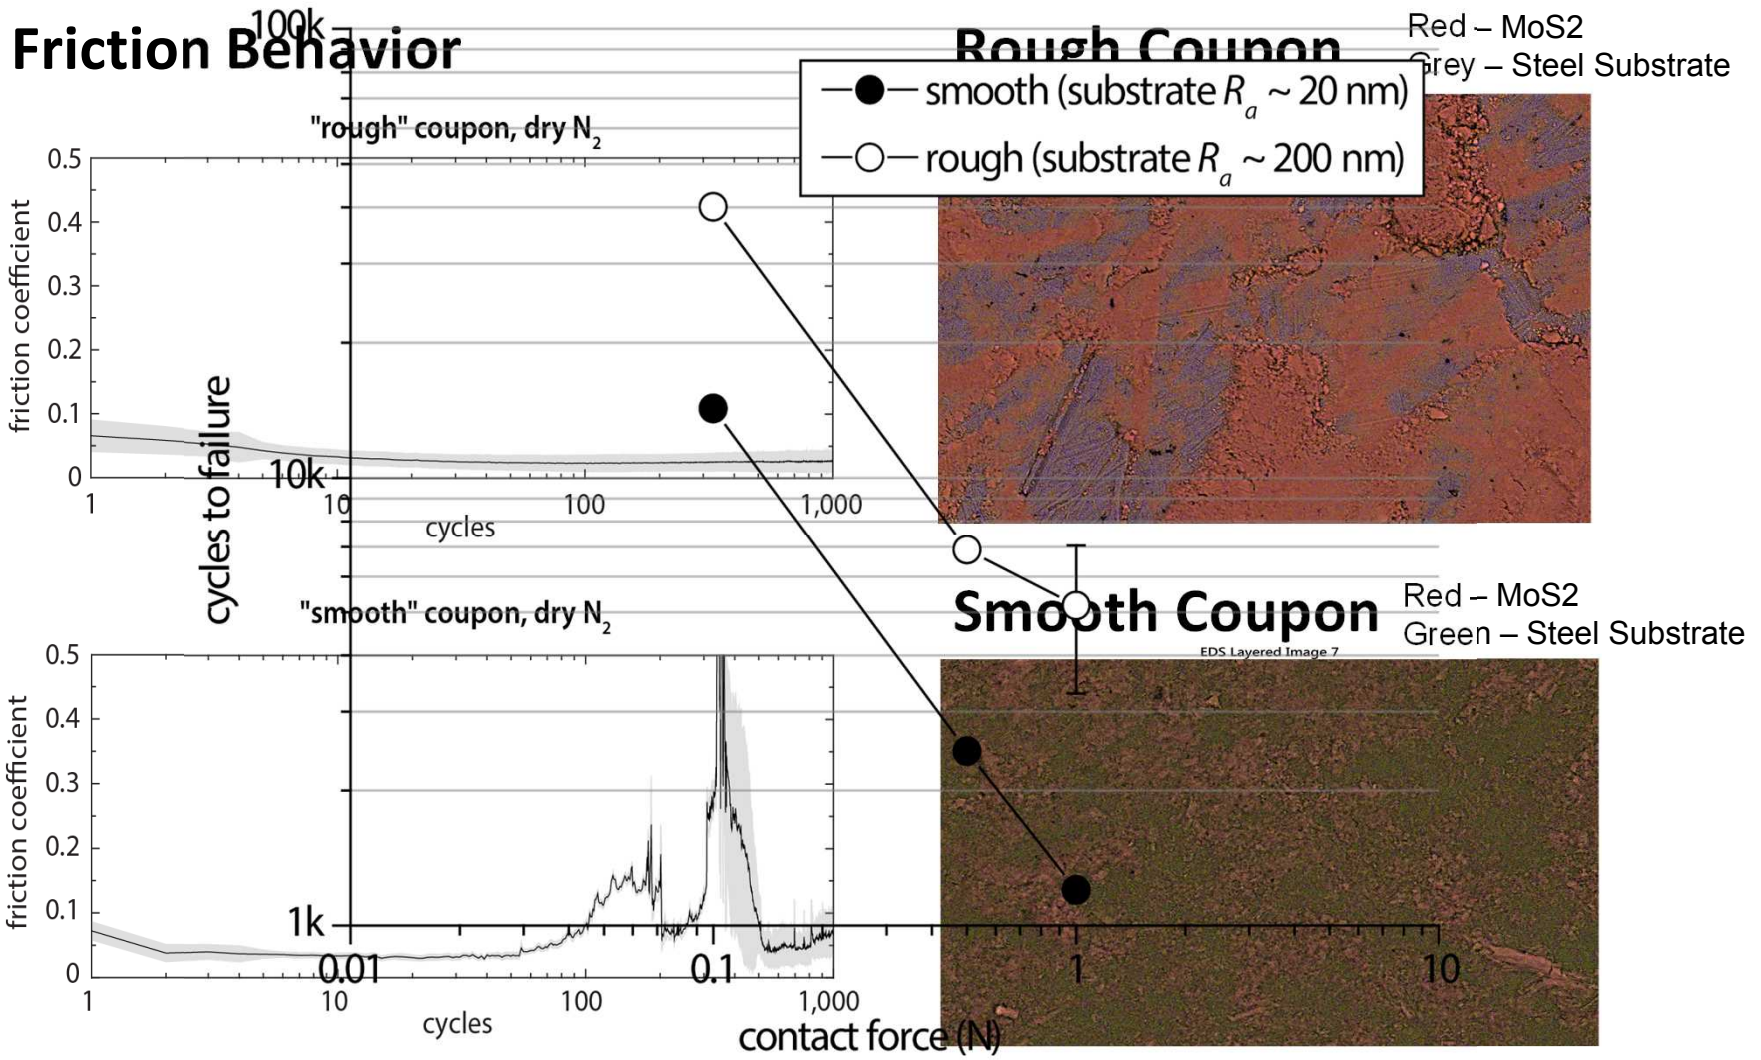 Friction Behavior
100k
Rough Coupon
Red – MoS2
Grey – Steel Substrate
smooth (substrate Ra ~ 20 nm)
rough (substrate Ra ~ 200 nm)
"rough" coupon, dry N2
0.5
0.4
0.3
0.2
0.1
0
friction coefficient
1
10
100
1,000
cycles
cycles to failure
10k
Smooth Coupon
Red – MoS2
Green – Steel Substrate
EDS Layered Image 7
"smooth" coupon, dry N2
0.5
0.4
0.3
0.2
0.1
0
friction coefficient
1
10
100
1,000
cycles
1k
0.01
0.1
1
10
contact force (N)